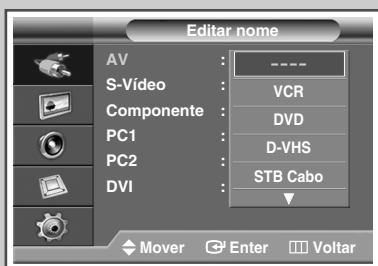 Editar nome
AV : ----
S-Vídeo : VCR
Componente : DVD
PC1 : D-VHS
PC2 : STB Cabo
DVI :
Mover Enter Voltar